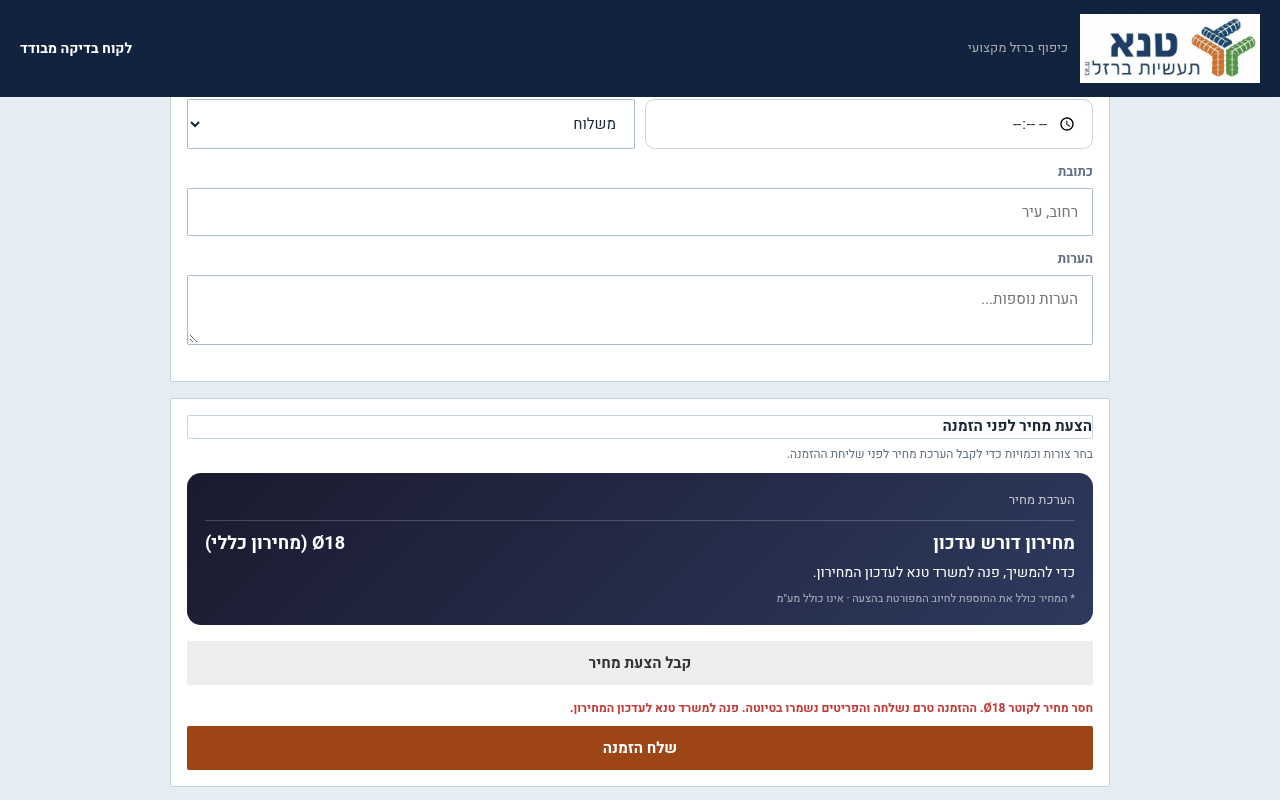 טנא
תעשיות ברזל
כיפוף ברזל מקצועי
לקוח בדיקה מבודד
-- --:--
משלוח
כתובת
רחוב, עיר
הערות
הערות נוספות...
הצעת מחיר לפני הזמנה
בחר צורות וכמויות כדי לקבל הערכת מחיר לפני שליחת ההזמנה.
הערכת מחיר
מחירון דורש עדכון
Ø18 (מחירון כללי)
כדי להמשיך, פנה למשרד טנא לעדכון המחירון.
* המחיר כולל את התוספת לחיוב המפורטת בהצעה · אינו כולל מע"מ
קבל הצעת מחיר
חסר מחיר לקוטר Ø18. ההזמנה טרם נשלחה והפריטים נשמרו בטיוטה. פנה למשרד טנא לעדכון המחירון.
שלח הזמנה